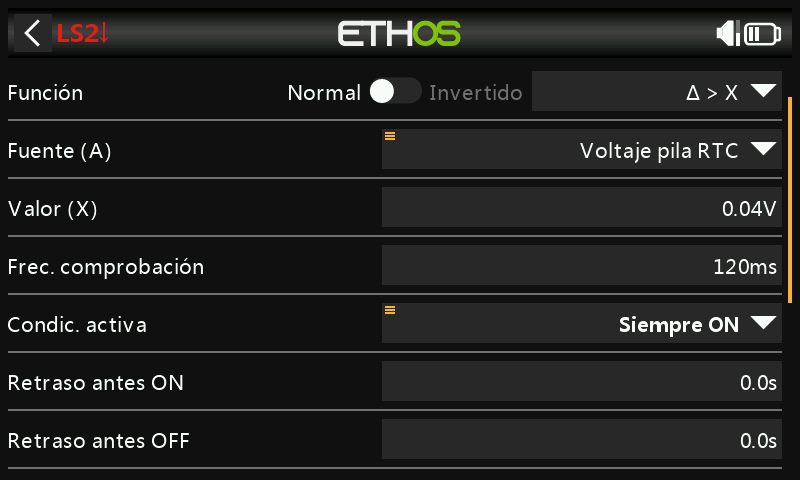 LS2↓ ETHOS
Función Normal Invertido Δ > X
Fuente (A) Voltaje pila RTC
Valor (X) 0.04V
Frec. comprobación 120ms
Condic. activa Siempre ON
Retraso antes ON 0.0s
Retraso antes OFF 0.0s